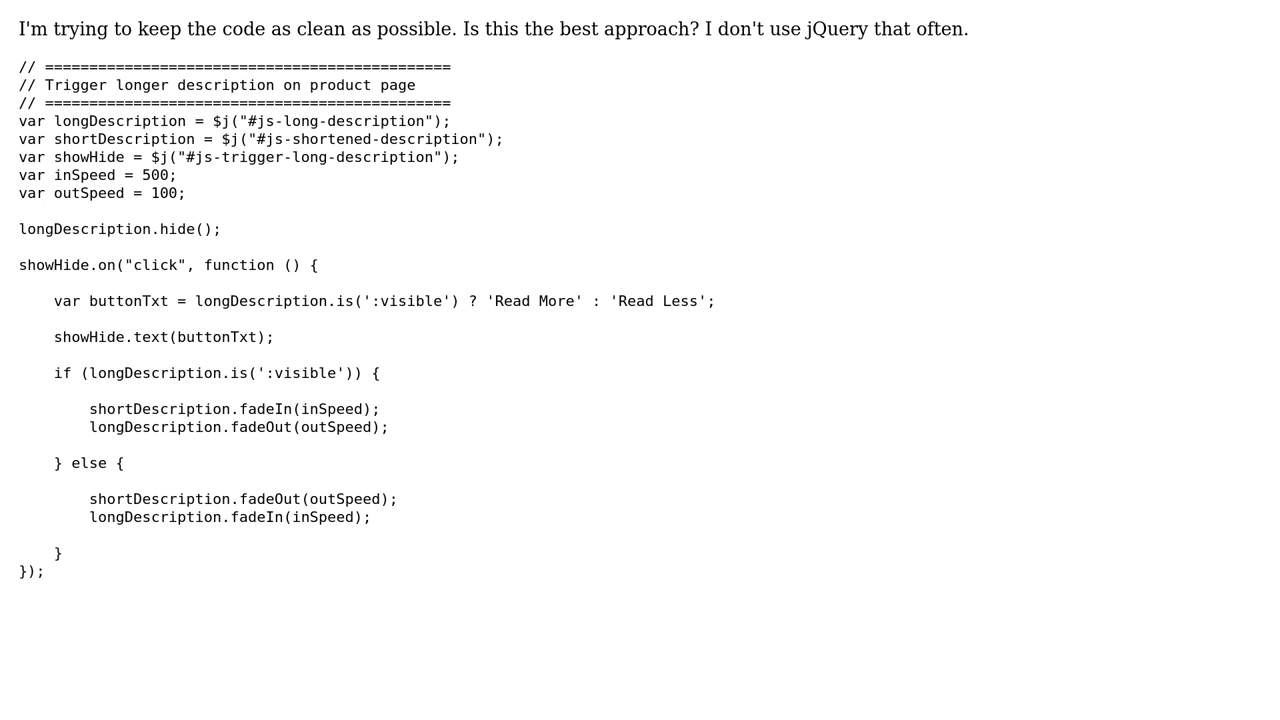 I'm trying to keep the code as clean as possible. Is this the best approach? I don't use jQuery that often.
// ==============================================
// Trigger longer description on product page
// ==============================================
var longDescription = $j("#js-long-description");
var shortDescription = $j("#js-shortened-description");
var showHide = $j("#js-trigger-long-description");
var inSpeed = 500;
var outSpeed = 100;

longDescription.hide();

showHide.on("click", function () {

    var buttonTxt = longDescription.is(':visible') ? 'Read More' : 'Read Less';

    showHide.text(buttonTxt);

    if (longDescription.is(':visible')) {

        shortDescription.fadeIn(inSpeed);
        longDescription.fadeOut(outSpeed);

    } else {

        shortDescription.fadeOut(outSpeed);
        longDescription.fadeIn(inSpeed);

    }
});